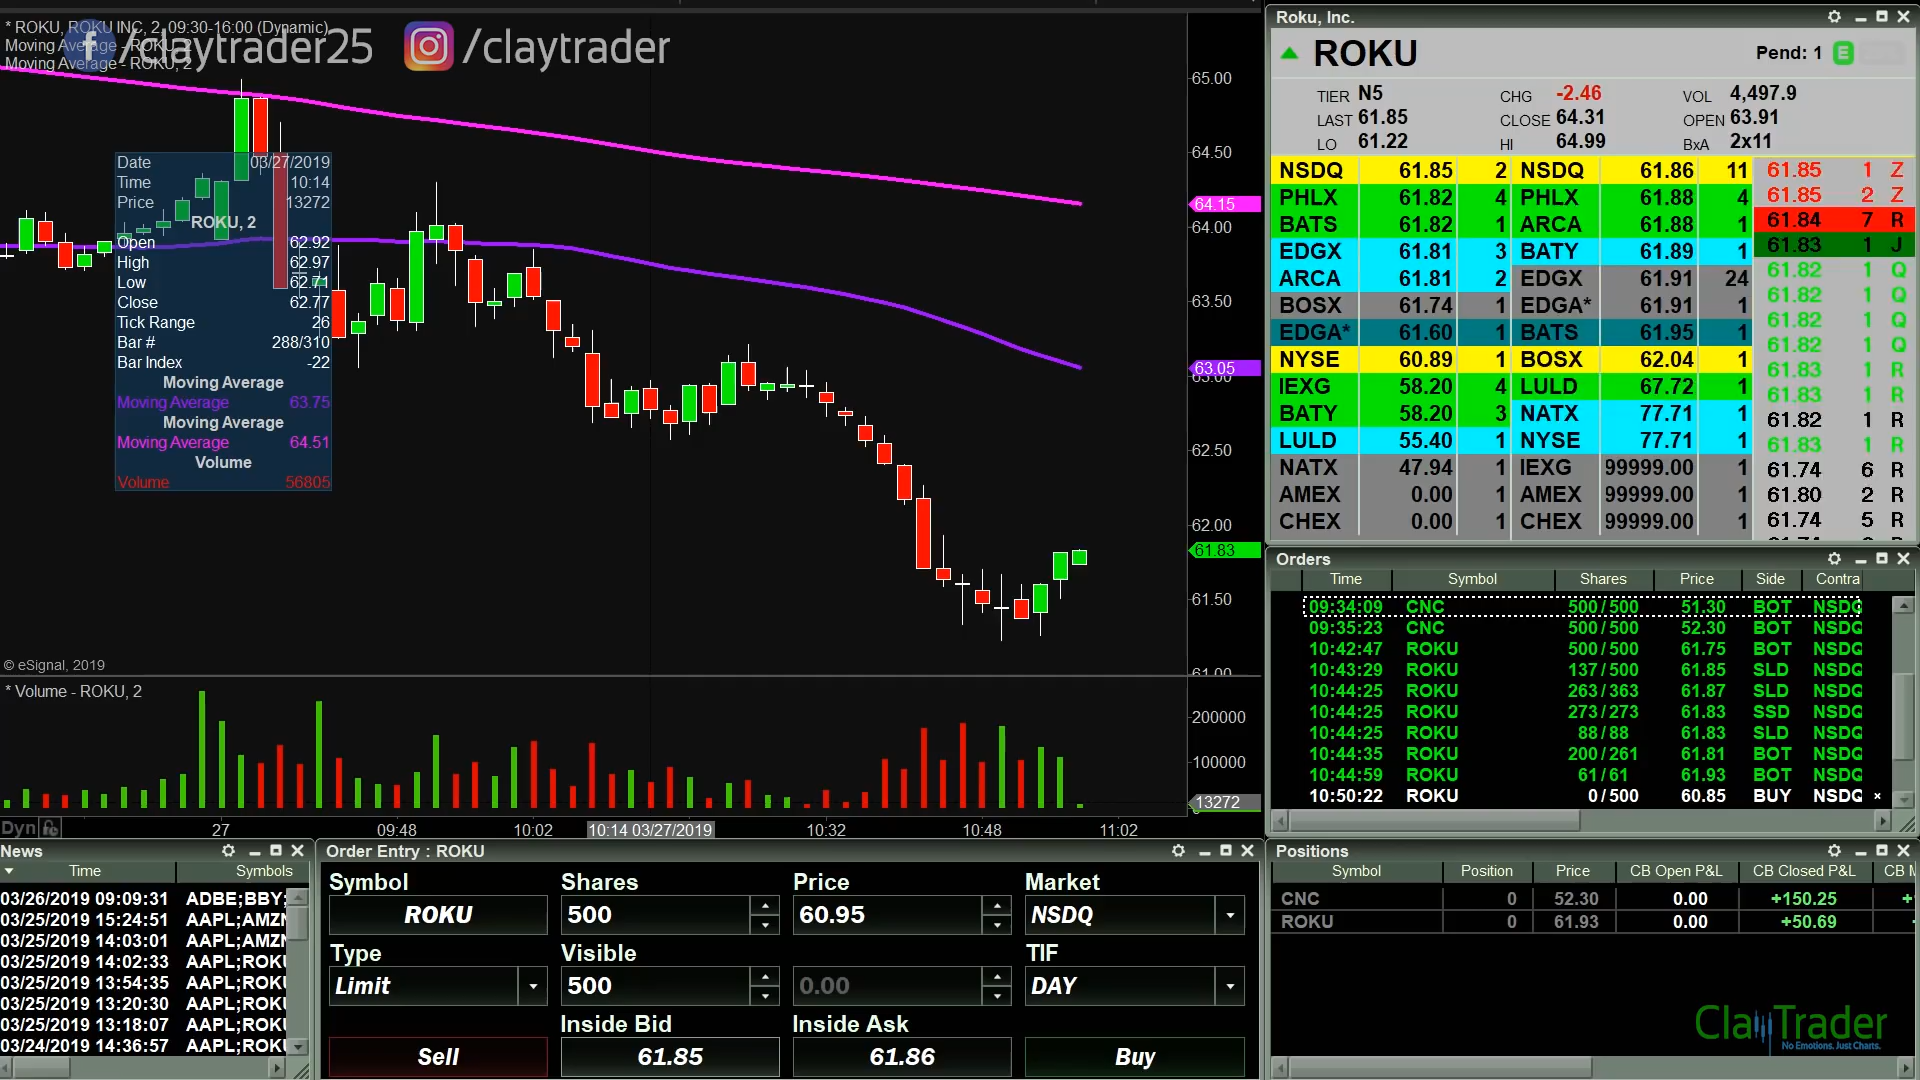 * ROKU, ROKU INC, 2, 09:30-16:00 (Dynamic)
Moving Average - ROKU, 2
Moving Average - ROKU, 2
f /claytrader25 /claytrader
Date 03/27/2019
Time 10:14
Price 13272
ROKU, 2
Open 62.92
High 62.97
Low 62.71
Close 62.77
Tick Range 26
Bar # 288/310
Bar Index -22
Moving Average
Moving Average 63.75
Moving Average
Moving Average 64.51
Volume
Volume 56805
65.00
64.50
64.15
64.00
63.50
63.05
63.00
62.50
62.00
61.83
61.50
61.00
© eSignal, 2019
* Volume - ROKU, 2
200000
100000
13272
Dyn 27 09:48 10:02 10:14 03/27/2019 10:32 10:48 11:02
Roku, Inc.
ROKU Pend: 1 E
TIER N5 CHG -2.46 VOL 4,497.9
LAST 61.85 CLOSE 64.31 OPEN 63.91
LO 61.22 HI 64.99 BxA 2x11
NSDQ 61.85 2 NSDQ 61.86 11
PHLX 61.82 4 PHLX 61.88 4
BATS 61.82 1 ARCA 61.88 1
EDGX 61.81 3 BATY 61.89 1
ARCA 61.81 2 EDGX 61.91 24
BOSX 61.74 1 EDGA* 61.91 1
EDGA* 61.60 1 BATS 61.95 1
NYSE 60.89 1 BOSX 62.04 1
IEXG 58.20 4 LULD 67.72 1
BATY 58.20 3 NATX 77.71 1
LULD 55.40 1 NYSE 77.71 1
NATX 47.94 1 IEXG 99999.00 1
AMEX 0.00 1 AMEX 99999.00 1
CHEX 0.00 1 CHEX 99999.00 1
61.85 1 Z
61.85 2 Z
61.84 7 R
61.83 1 J
61.82 1 Q
61.82 1 Q
61.82 1 Q
61.82 1 Q
61.83 1 R
61.83 1 R
61.82 1 R
61.83 1 R
61.74 6 R
61.80 2 R
61.74 5 R
Orders
Time Symbol Shares Price Side Contra
09:34:09 CNC 500/500 51.30 BOT NSDQ
09:35:23 CNC 500/500 52.30 BOT NSDQ
10:42:47 ROKU 500/500 61.75 BOT NSDQ
10:43:29 ROKU 137/500 61.85 SLD NSDQ
10:44:25 ROKU 263/363 61.87 SLD NSDQ
10:44:25 ROKU 273/273 61.83 SSD NSDQ
10:44:25 ROKU 88/88 61.83 SLD NSDQ
10:44:35 ROKU 200/261 61.81 BOT NSDQ
10:44:59 ROKU 61/61 61.93 BOT NSDQ
10:50:22 ROKU 0/500 60.85 BUY NSDQ ×
News
Time Symbols
03/26/2019 09:09:31 ADBE;BBY;
03/25/2019 15:24:51 AAPL;AMZN
03/25/2019 14:03:01 AAPL;AMZN
03/25/2019 14:02:33 AAPL;ROKU
03/25/2019 13:54:35 AAPL;ROKU
03/25/2019 13:20:30 AAPL;ROKU
03/25/2019 13:18:07 AAPL;ROKU
03/24/2019 14:36:57 AAPL;ROKU
Order Entry : ROKU
Symbol Shares Price Market
ROKU 500 60.95 NSDQ
Type Visible TIF
Limit 500 0.00 DAY
Inside Bid Inside Ask
Sell 61.85 61.86 Buy
Positions
Symbol Position Price CB Open P&L CB Closed P&L CB
CNC 0 52.30 0.00 +150.25 +
ROKU 0 61.93 0.00 +50.69
ClayTrader
No Emotions. Just Charts.